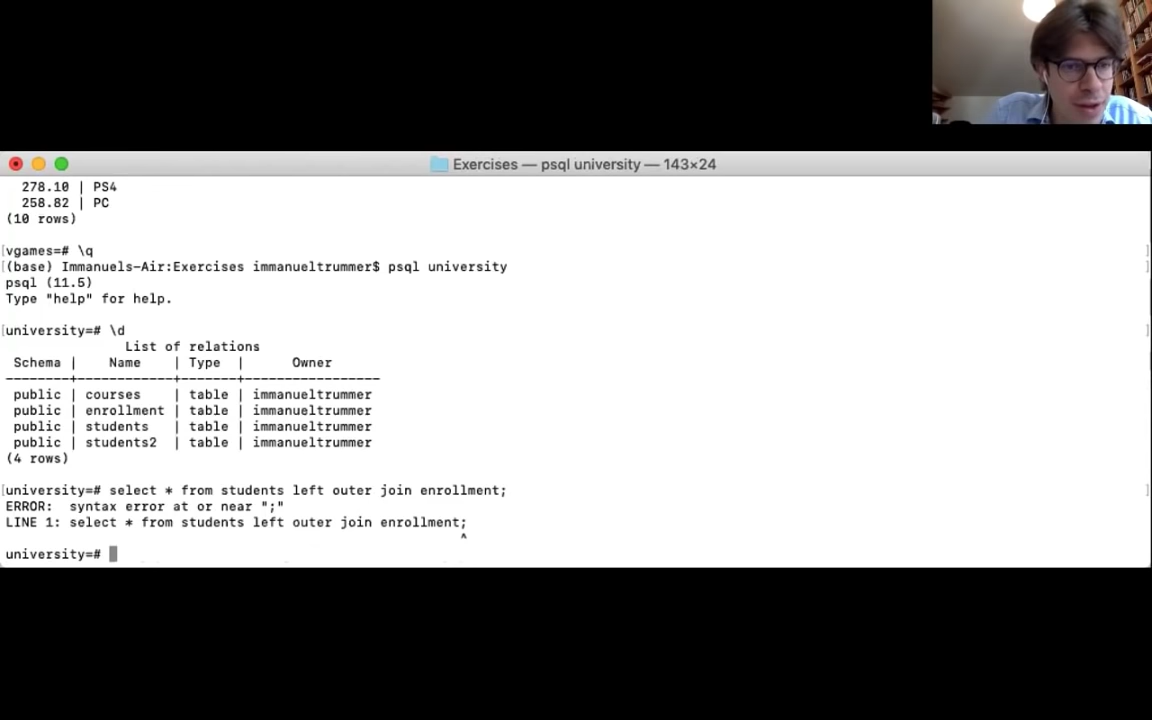 Exercises — psql university — 143×24
278.10 | PS4
258.82 | PC
(10 rows)
[vgames=# \q ]
[(base) Immanuels-Air:Exercises immanueltrummer$ psql university ]
psql (11.5)
Type "help" for help.
[university=# \d ]
List of relations
Schema | Name | Type | Owner
--------+------------+-------+-----------------
public | courses | table | immanueltrummer
public | enrollment | table | immanueltrummer
public | students | table | immanueltrummer
public | students2 | table | immanueltrummer
(4 rows)
[university=# select * from students left outer join enrollment; ]
ERROR: syntax error at or near ";"
LINE 1: select * from students left outer join enrollment;
^
university=#